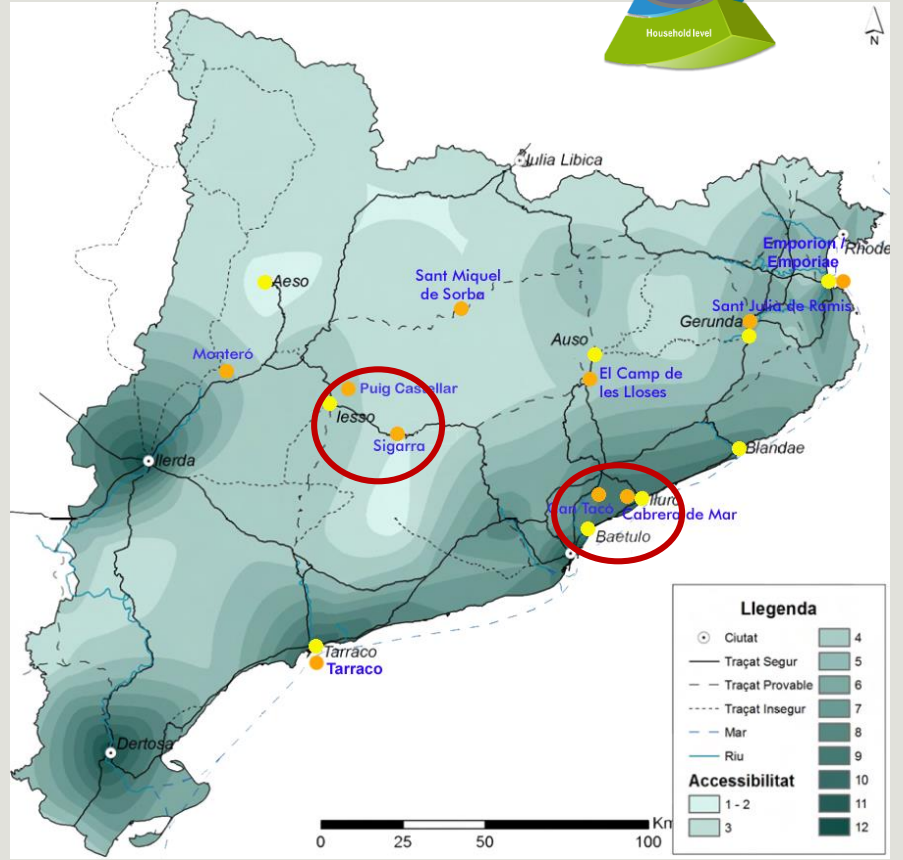 Household level
N
Julia Libica
Emporion /
Emporiae
Rhode
Aeso
Sant Miquel
de Sorba
Sant Julia de Ramis
Gerunda
Auso
Monteró
El Camp de
les Lloses
Puig Castellar
Iesso
Sigarra
Ilerda
Blandae
Iluro
Can Tacó
Cabrera de Mar
Baetulo
Tarraco
Tarraco
Dertosa
Llegenda
Ciutat
Traçat Segur
Traçat Provable
Traçat Insegur
Mar
Riu
Accessibilitat
1 - 2
3
4
5
6
7
8
9
10
11
12
Km
0 25 50 100